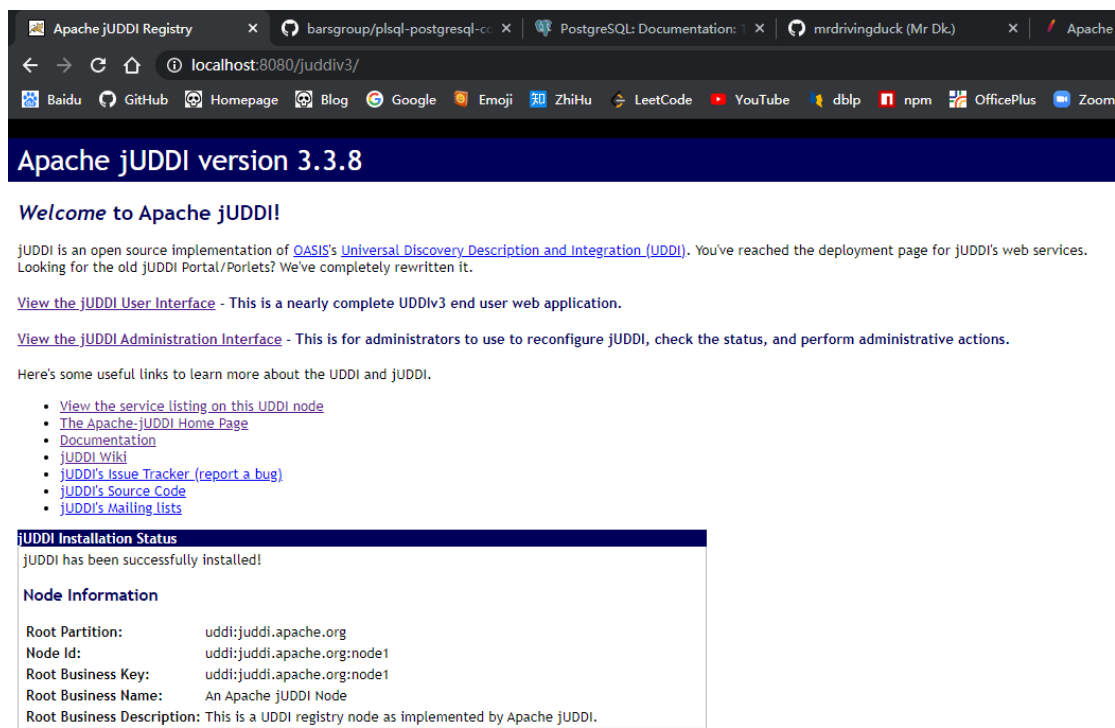 Apache jUDDI Registry
barsgroup/plsql-postgresql-co
PostgreSQL: Documentation: 1
mrdrivingduck (Mr Dk.)
Apache
localhost:8080/juddiv3/
Baidu GitHub Homepage Blog Google Emoji 知 ZhiHu LeetCode YouTube dblp npm OfficePlus Zoom
Apache jUDDI version 3.3.8
Welcome to Apache jUDDI!
jUDDI is an open source implementation of OASIS's Universal Discovery Description and Integration (UDDI). You've reached the deployment page for jUDDI's web services.
Looking for the old jUDDI Portal/Porlets? We've completely rewritten it.
View the jUDDI User Interface - This is a nearly complete UDDIv3 end user web application.
View the jUDDI Administration Interface - This is for administrators to use to reconfigure jUDDI, check the status, and perform administrative actions.
Here's some useful links to learn more about the UDDI and jUDDI.
• View the service listing on this UDDI node
• The Apache-jUDDI Home Page
• Documentation
• jUDDI Wiki
• jUDDI's Issue Tracker (report a bug)
• jUDDI's Source Code
• jUDDI's Mailing lists
jUDDI Installation Status
jUDDI has been successfully installed!
Node Information
Root Partition: uddi:juddi.apache.org
Node Id: uddi:juddi.apache.org:node1
Root Business Key: uddi:juddi.apache.org:node1
Root Business Name: An Apache jUDDI Node
Root Business Description: This is a UDDI registry node as implemented by Apache jUDDI.